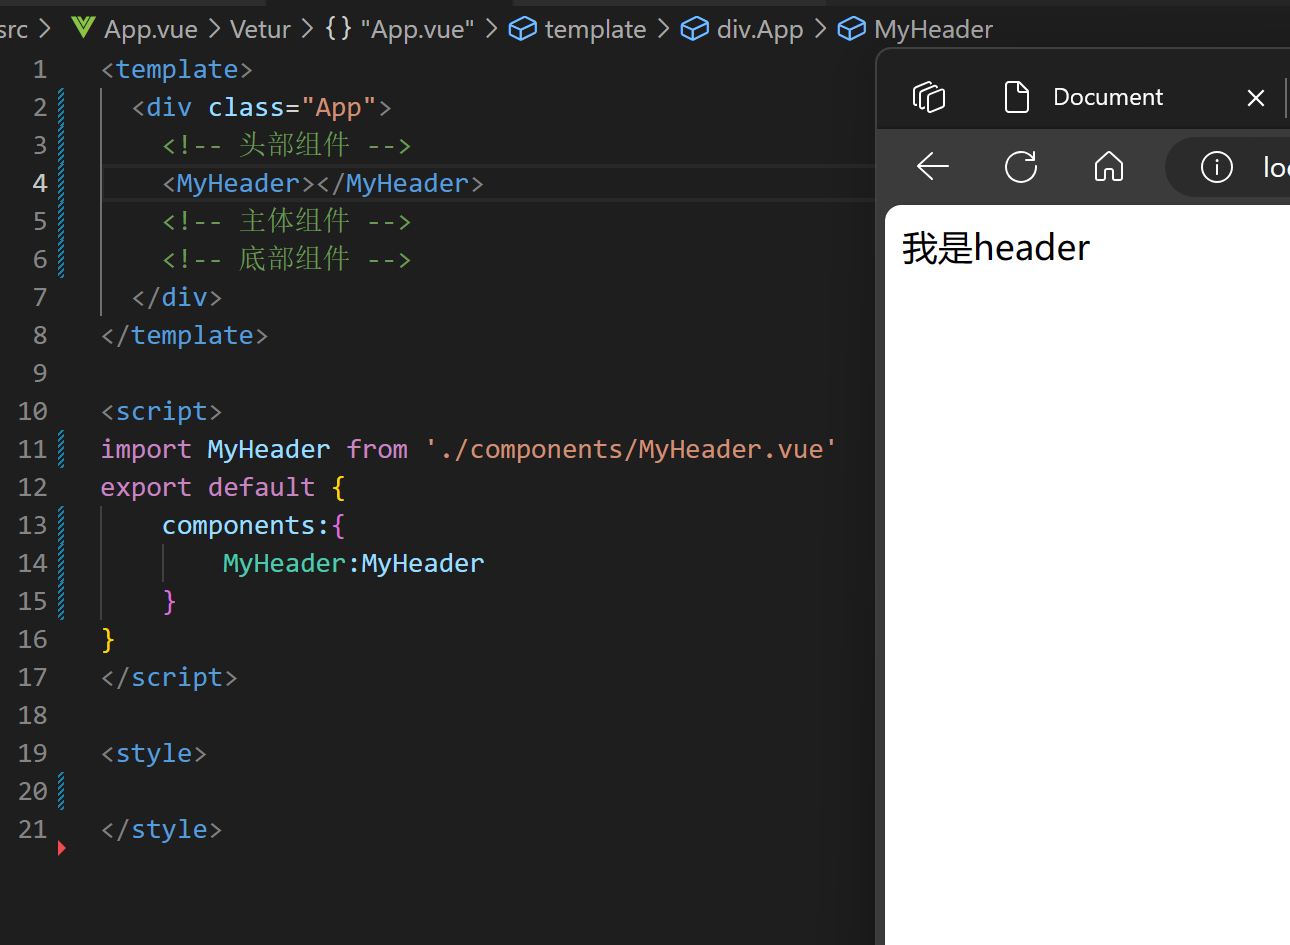 src > App.vue > Vetur > {} "App.vue" > template > div.App > MyHeader
1 <template>
2 <div class="App">
3 <!-- 头部组件 -->
4 <MyHeader></MyHeader>
5 <!-- 主体组件 -->
6 <!-- 底部组件 -->
7 </div>
8 </template>
9
10 <script>
11 import MyHeader from './components/MyHeader.vue'
12 export default {
13 components:{
14 MyHeader:MyHeader
15 }
16 }
17 </script>
18
19 <style>
20
21 </style>
Document
我是header